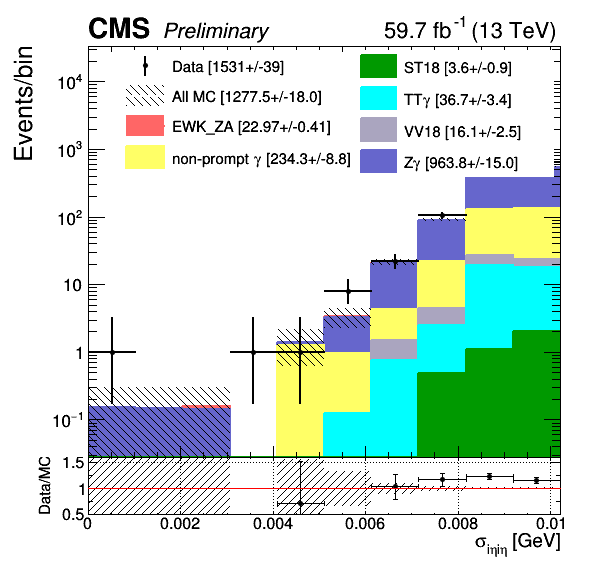 CMS Preliminary 59.7 fb⁻¹ (13 TeV)
Events/bin
Data [1531+/-39]
All MC [1277.5+/-18.0]
EWK_ZA [22.97+/-0.41]
non-prompt γ [234.3+/-8.8]
ST18 [3.6+/-0.9]
TTγ [36.7+/-3.4]
VV18 [16.1+/-2.5]
Zγ [963.8+/-15.0]
10⁴
10³
10²
10
1
10⁻¹
Data/MC
1.5
1
0.5
0 0.002 0.004 0.006 0.008 0.01
σiηiη [GeV]